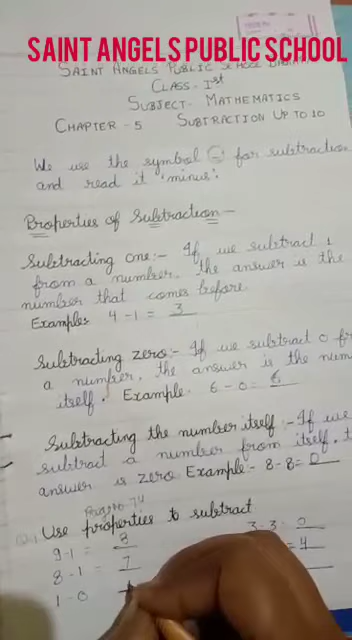 SAINT ANGELS PUBLIC SCHOOL
SAINT ANGELS PUBLIC SCHOOL
CLASS - Ist
SUBJECT - MATHEMATICS
CHAPTER - 5 SUBTRACTION UP TO 10
We use the symbol (-) for subtraction
and read it 'minus'.
Properties of Subtraction -
Subtracting one:- If we subtract 1
from a number, the answer is the
number that comes before
Example: 4 - 1 = 3
Subtracting zero:- If we subtract 0
a number, the answer is the
itself. Example. 6 - 0 = 6
Subtracting the number itself:- If we
subtract a number from itself,
answer is zero Example - 8 - 8 = 0
Page No - 74
Q.1 Use properties to subtract
9 - 1 = 8 3 - 3 = 0
8 - 1 = 7 = 4
1 - 0